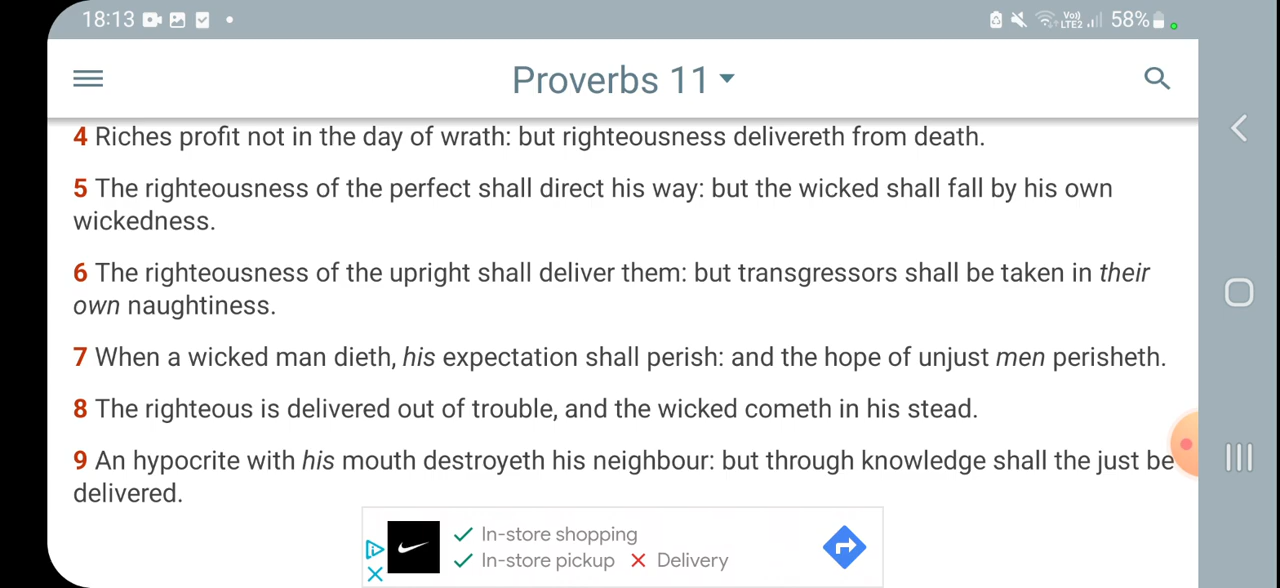 18:13 Vo)) LTE2 58%
Proverbs 11
4 Riches profit not in the day of wrath: but righteousness delivereth from death.
5 The righteousness of the perfect shall direct his way: but the wicked shall fall by his own
wickedness.
6 The righteousness of the upright shall deliver them: but transgressors shall be taken in their
own naughtiness.
7 When a wicked man dieth, his expectation shall perish: and the hope of unjust men perisheth.
8 The righteous is delivered out of trouble, and the wicked cometh in his stead.
9 An hypocrite with his mouth destroyeth his neighbour: but through knowledge shall the just be
delivered.
In-store shopping
In-store pickup Delivery